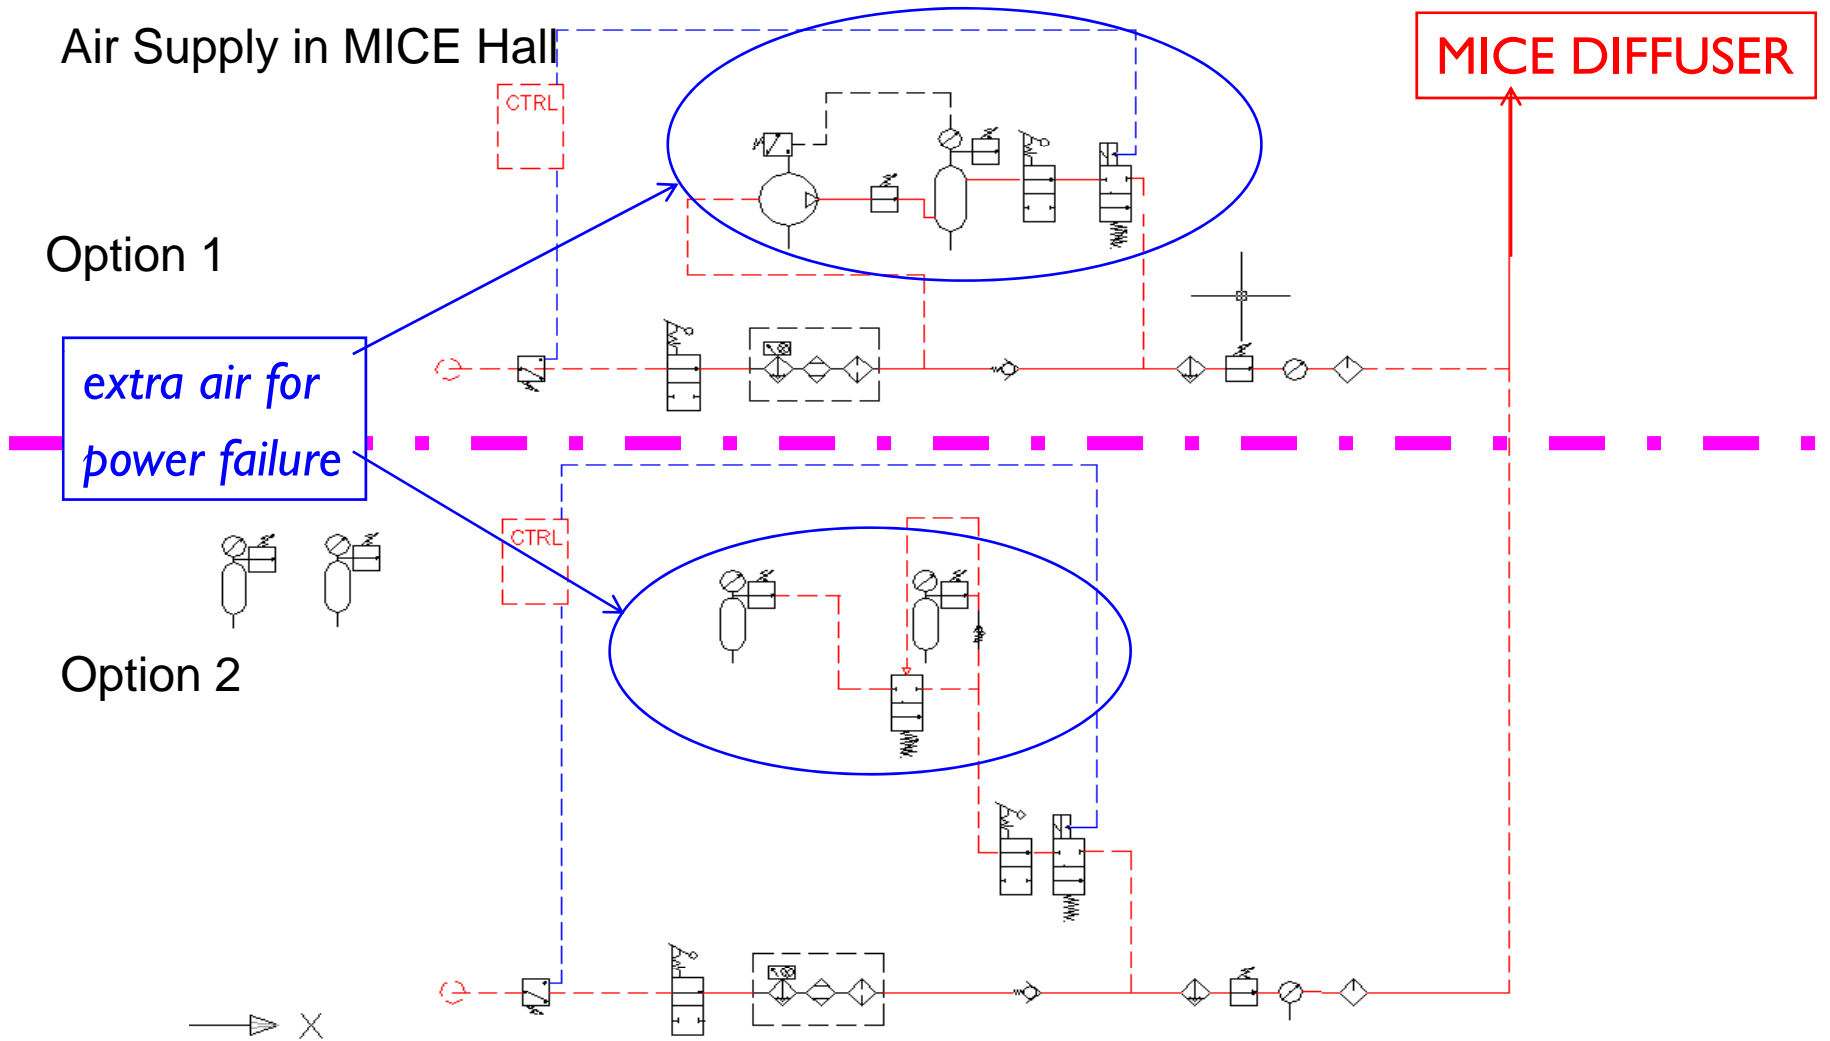 Air Supply in MICE Hall
MICE DIFFUSER
CTRL
Option 1
extra air for
power failure
CTRL
Option 2
X